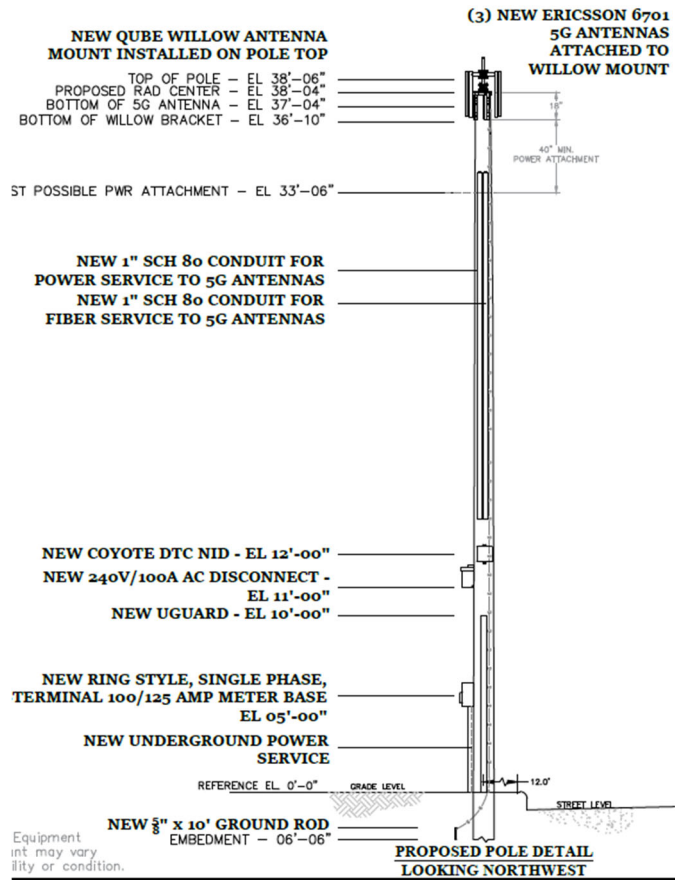 (3) NEW ERICSSON 6701
5G ANTENNAS
ATTACHED TO
WILLOW MOUNT
NEW QUBE WILLOW ANTENNA
MOUNT INSTALLED ON POLE TOP
TOP OF POLE – EL 38'–06"
PROPOSED RAD CENTER – EL 38'–04"
BOTTOM OF 5G ANTENNA – EL 37'–04"
BOTTOM OF WILLOW BRACKET – EL 36'–10"
18"
40" MIN.
POWER ATTACHMENT
ST POSSIBLE PWR ATTACHMENT – EL 33'–06"
NEW 1" SCH 80 CONDUIT FOR
POWER SERVICE TO 5G ANTENNAS
NEW 1" SCH 80 CONDUIT FOR
FIBER SERVICE TO 5G ANTENNAS
NEW COYOTE DTC NID - EL 12'-00"
NEW 240V/100A AC DISCONNECT -
EL 11'-00"
NEW UGUARD - EL 10'-00"
NEW RING STYLE, SINGLE PHASE,
TERMINAL 100/125 AMP METER BASE
EL 05'-00"
NEW UNDERGROUND POWER
SERVICE
REFERENCE EL. 0'–0"
GRADE LEVEL
12.0'
STREET LEVEL
NEW 5/8" X 10' GROUND ROD
EMBEDMENT – 06'–06"
Equipment
nt may vary
ility or condition.
PROPOSED POLE DETAIL
LOOKING NORTHWEST